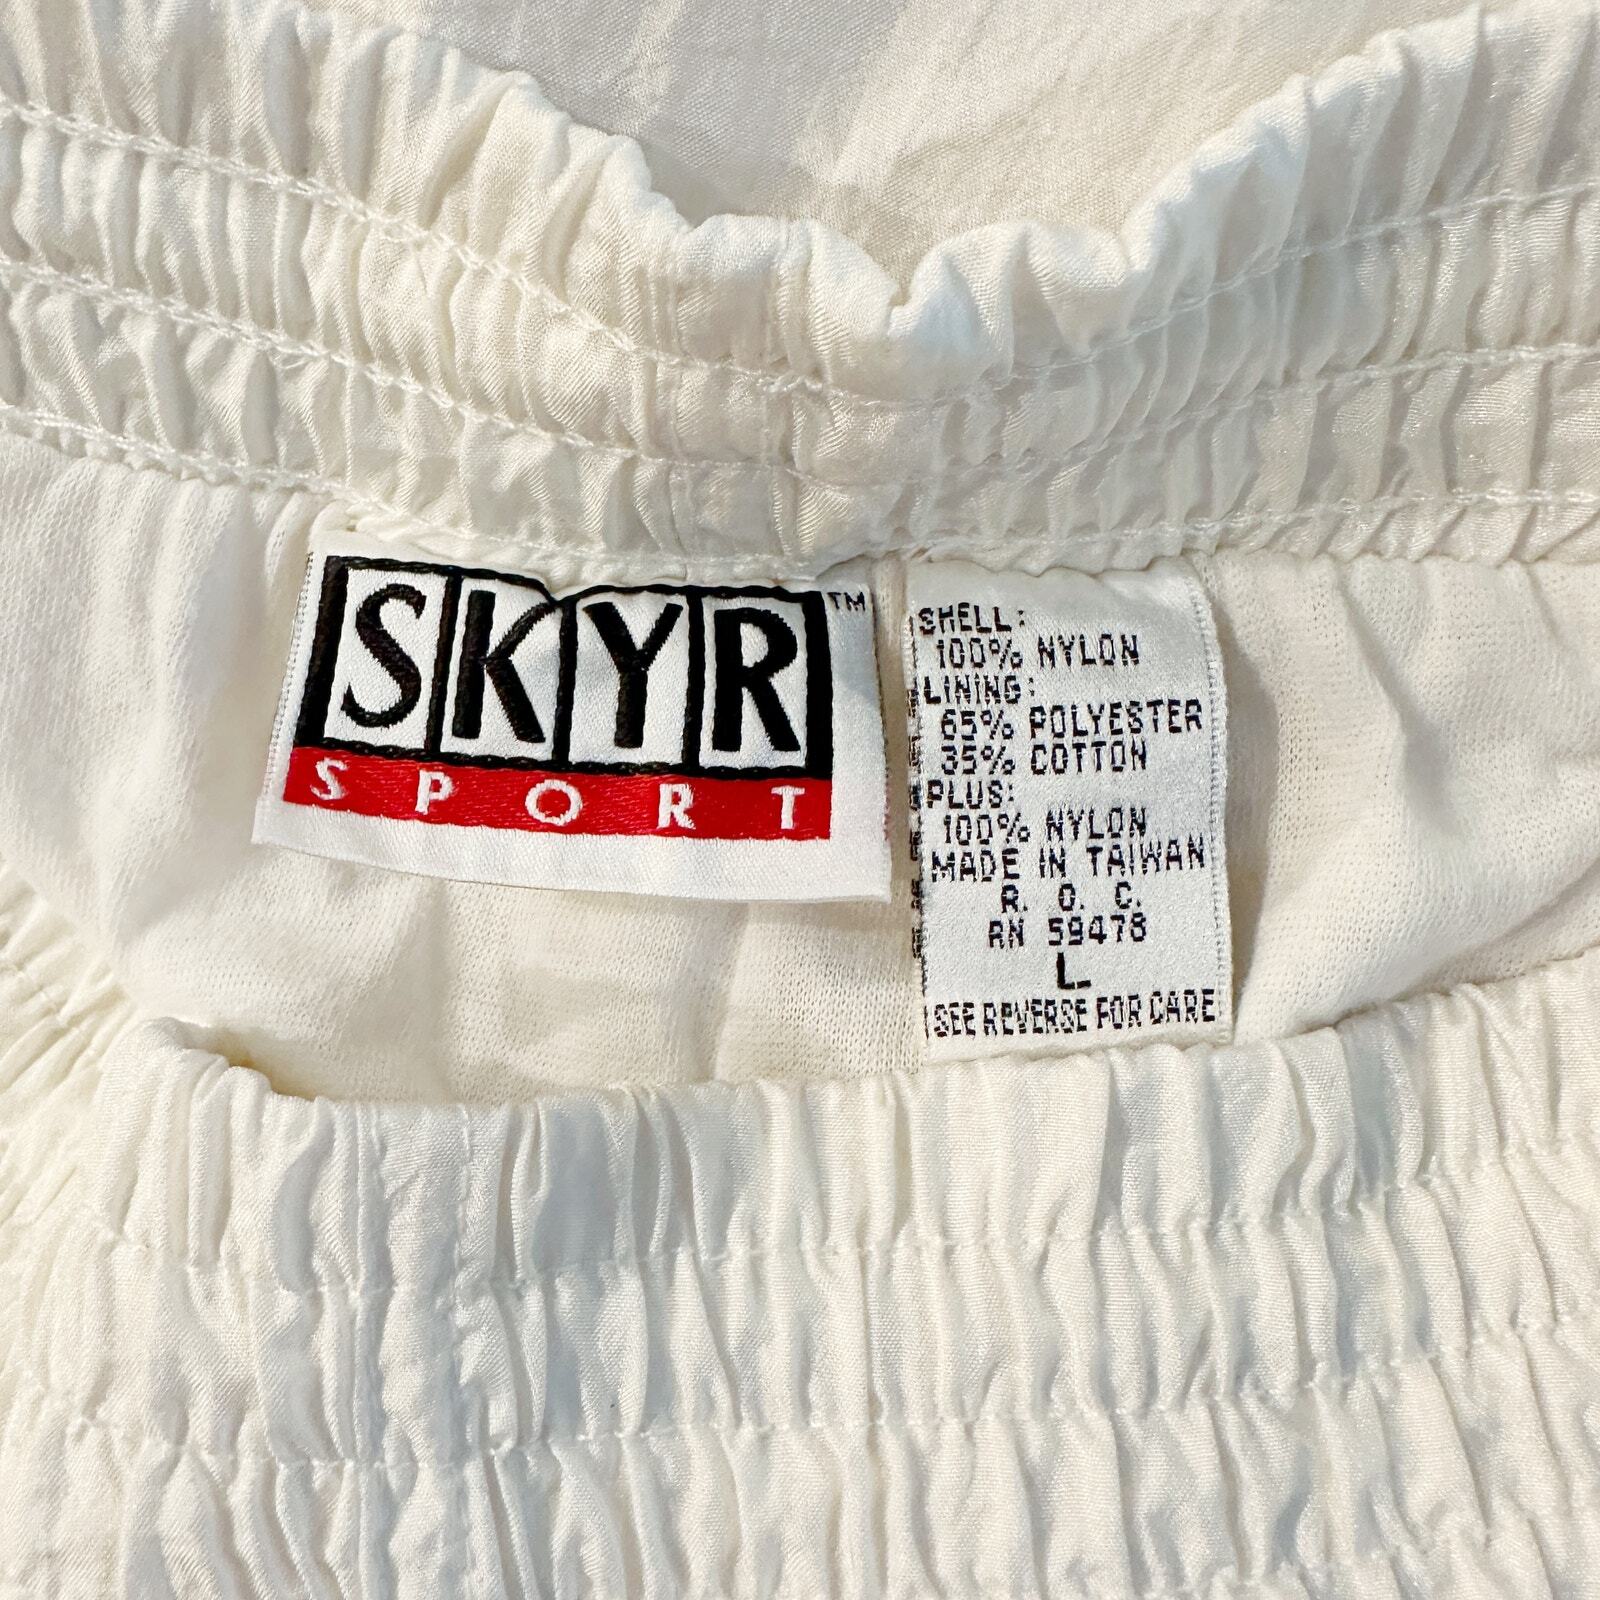 SKYR™
SPORT
SHELL:
100% NYLON
LINING:
65% POLYESTER
35% COTTON
PLUS:
100% NYLON
MADE IN TAIWAN
R. O. C.
RN 59478
L
SEE REVERSE FOR CARE